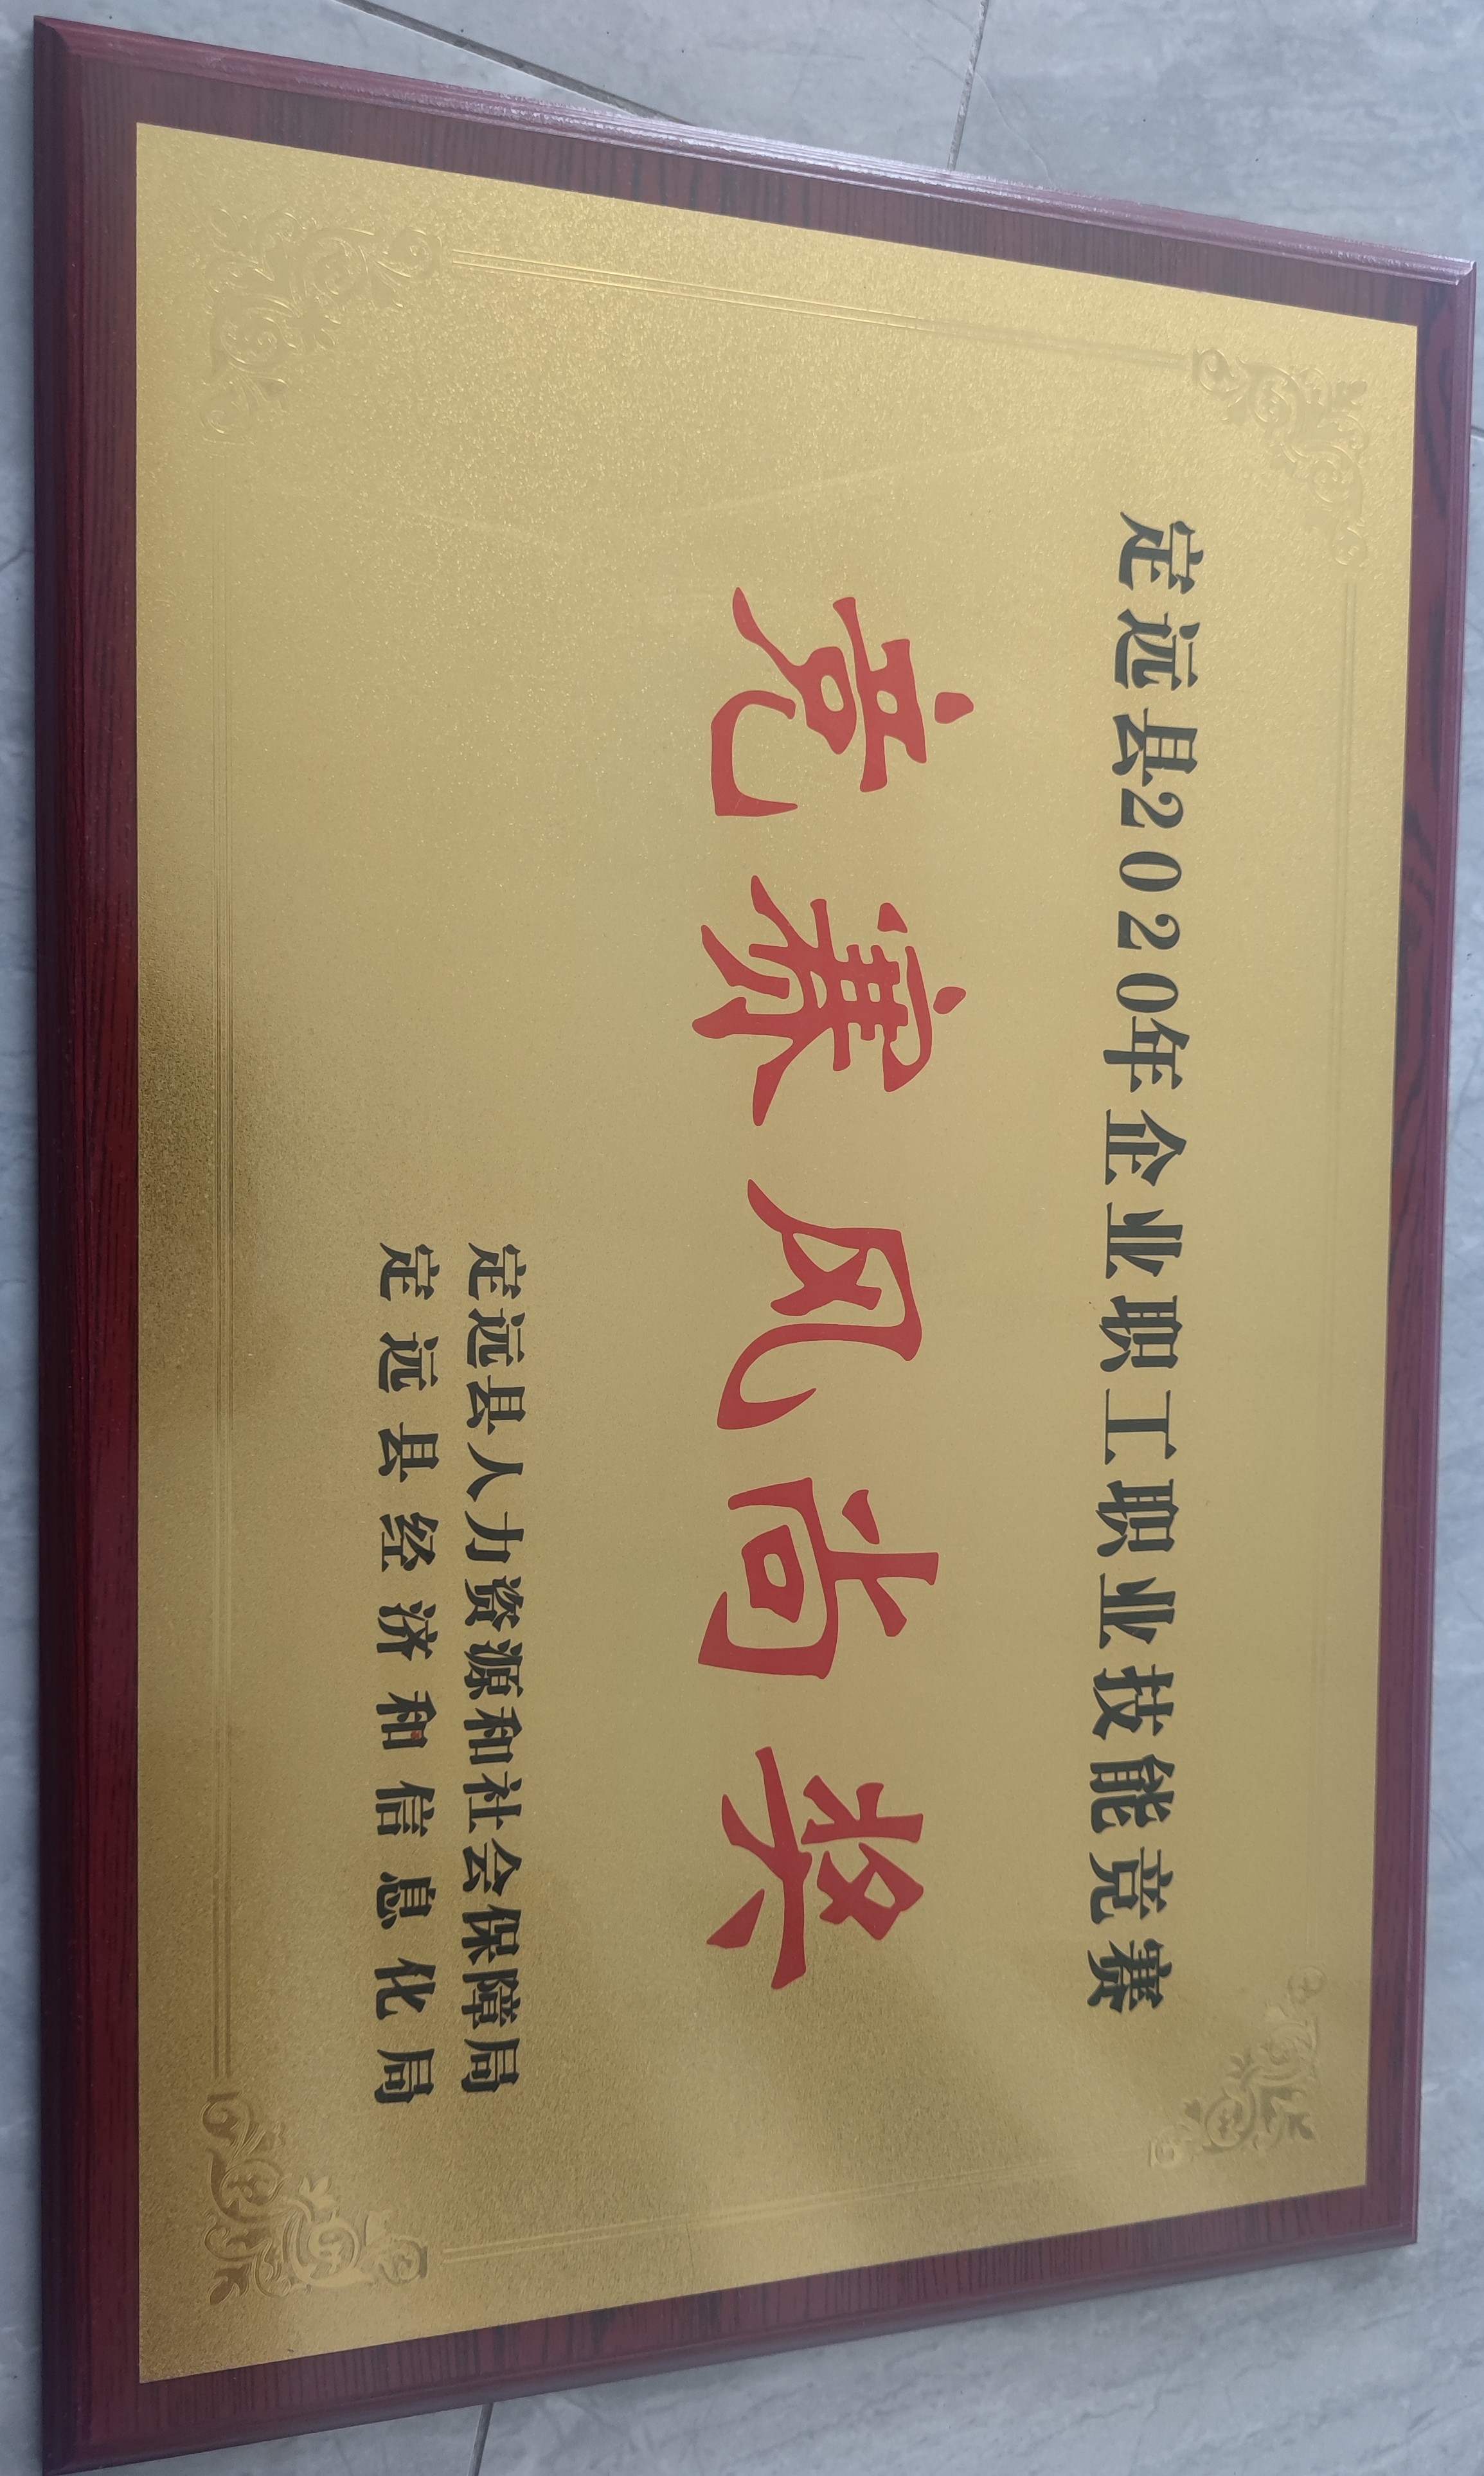 定远县2020年企业职工职业技能竞赛
竞赛风尚奖
定远县人力资源和社会保障局
定远县经济和信息化局